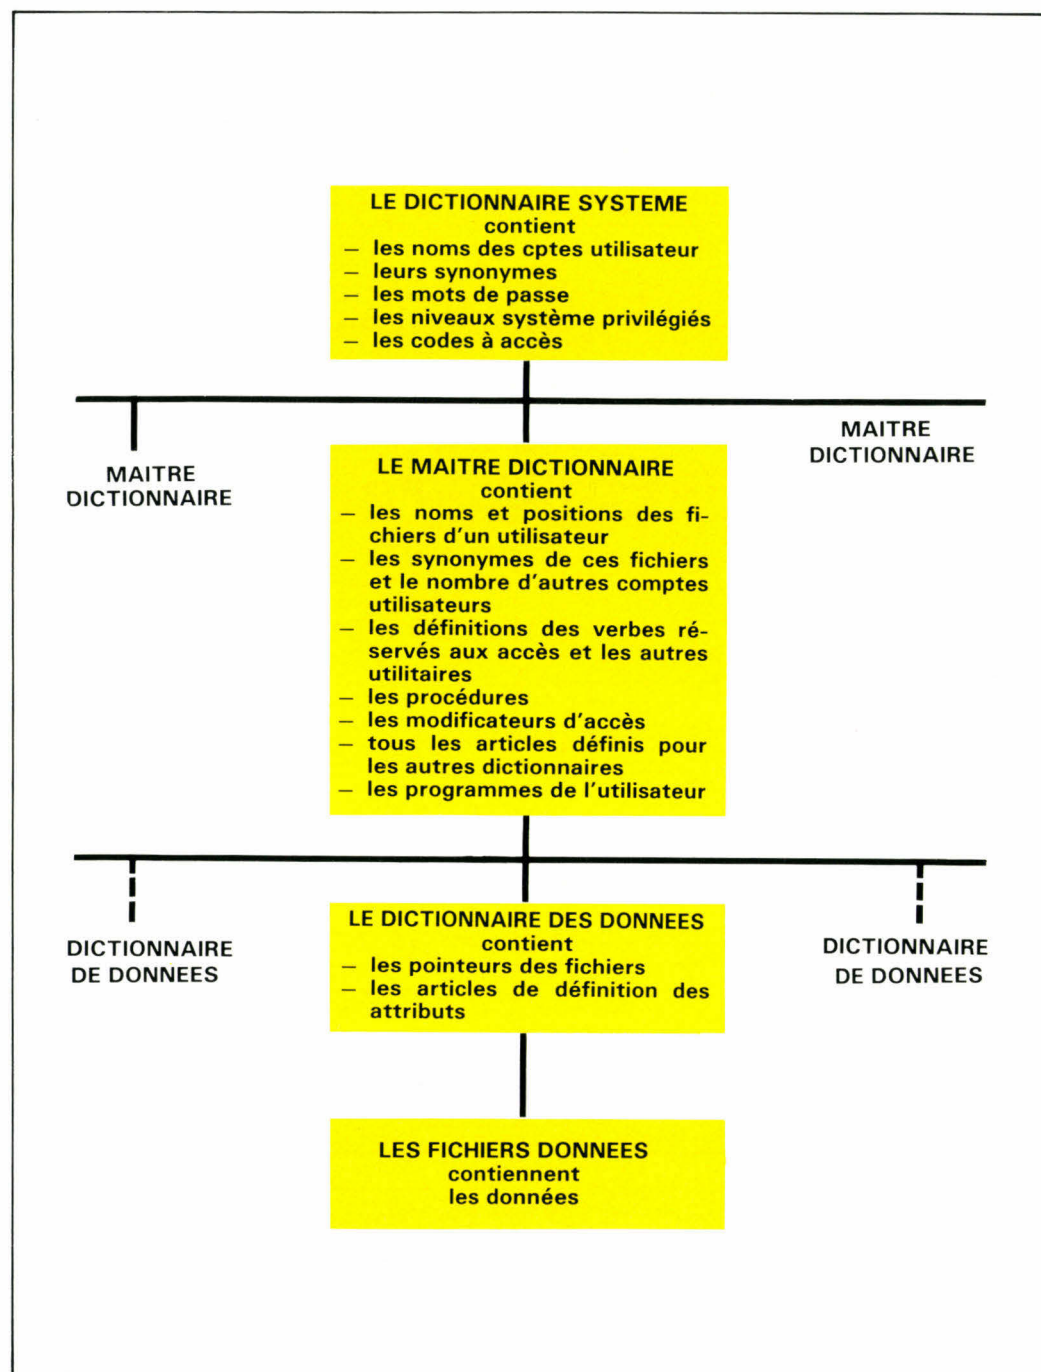 LE DICTIONNAIRE SYSTEME
contient
— les noms des cptes utilisateur
— leurs synonymes
— les mots de passe
— les niveaux système privilégiés
— les codes à accès
MAITRE
DICTIONNAIRE
LE MAITRE DICTIONNAIRE
contient
— les noms et positions des fi-
chiers d'un utilisateur
— les synonymes de ces fichiers
et le nombre d'autres comptes
utilisateurs
— les définitions des verbes ré-
servés aux accès et les autres
utilitaires
— les procédures
— les modificateurs d'accès
— tous les articles définis pour
les autres dictionnaires
— les programmes de l'utilisateur
MAITRE
DICTIONNAIRE
DICTIONNAIRE
DE DONNEES
LE DICTIONNAIRE DES DONNEES
contient
— les pointeurs des fichiers
— les articles de définition des
attributs
DICTIONNAIRE
DE DONNEES
LES FICHIERS DONNEES
contiennent
les données